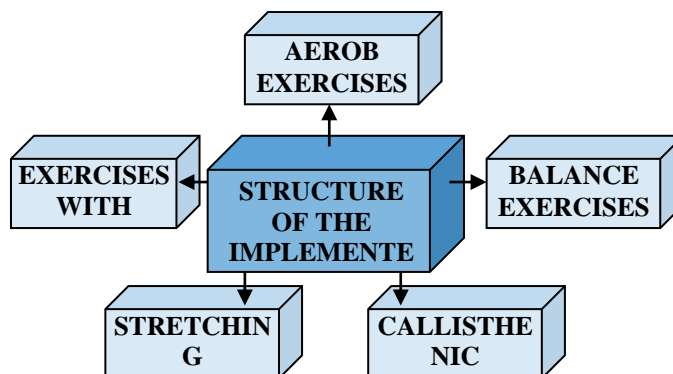 AEROB
EXERCISES
EXERCISES
WITH
STRUCTURE
OF THE
IMPLEMENTE
BALANCE
EXERCISES
STRETCHIN
G
CALLISTHE
NIC